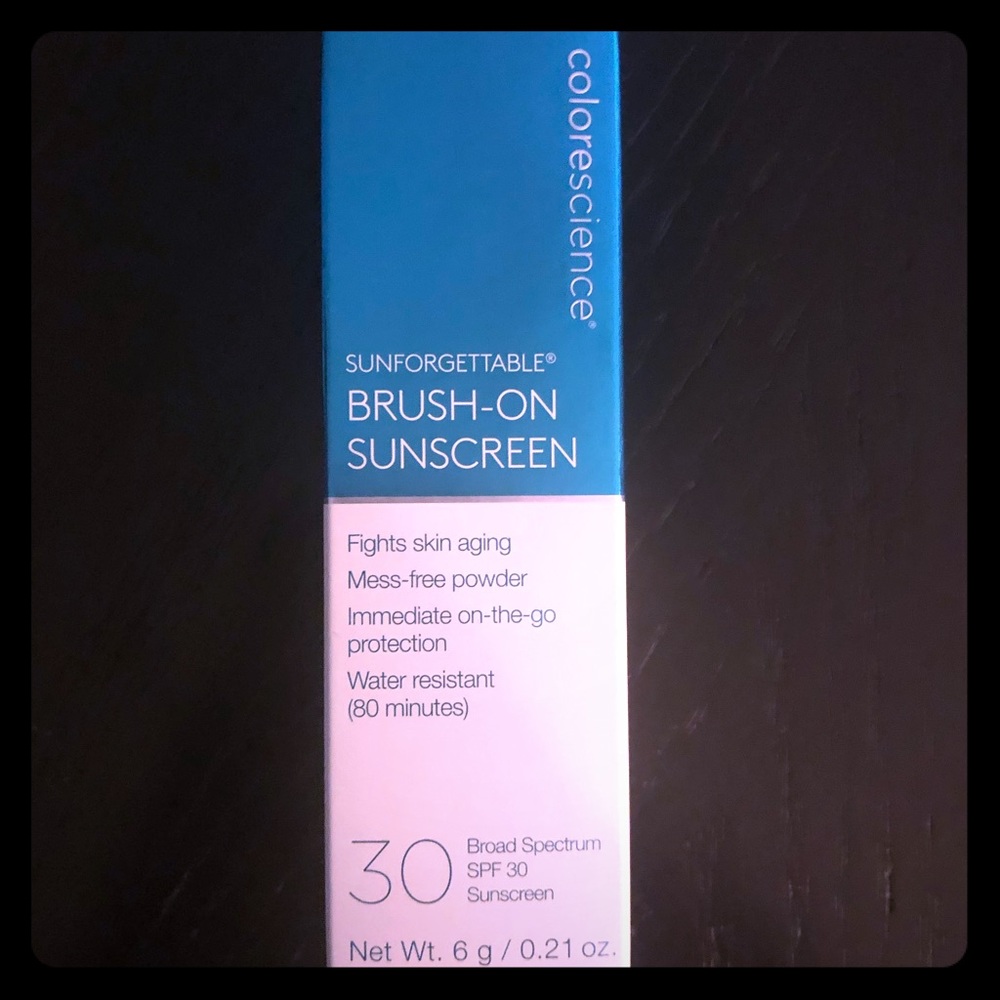 colorescience®
SUNFORGETTABLE®
BRUSH-ON
SUNSCREEN
Fights skin aging
Mess-free powder
Immediate on-the-go
protection
Water resistant
(80 minutes)
30
Broad Spectrum
SPF 30
Sunscreen
Net Wt. 6 g / 0.21 oz.